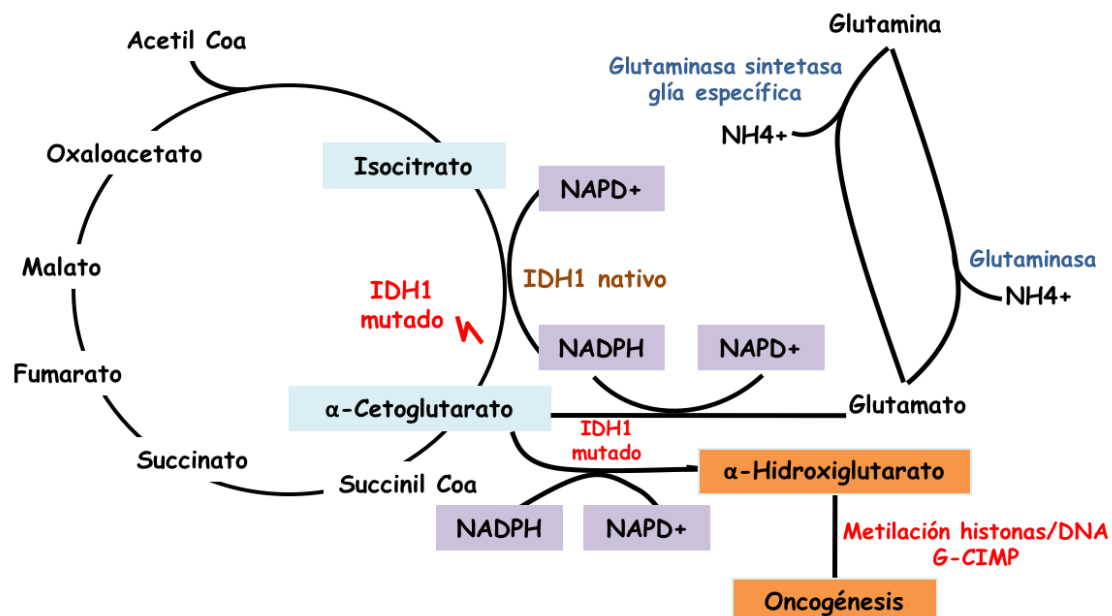 Glutamina
Acetil Coa
Glutaminasa sintetasa
glía específica
NH4+
Oxaloacetato
Isocitrato
NAPD+
Malato
IDH1 nativo
Glutaminasa
NH4+
IDH1
mutado
NADPH
NAPD+
Fumarato
α-Cetoglutarato
Glutamato
IDH1
mutado
Succinato
Succinil Coa
α-Hidroxiglutarato
NADPH
NAPD+
Metilación histonas/DNA
G-CIMP
Oncogénesis